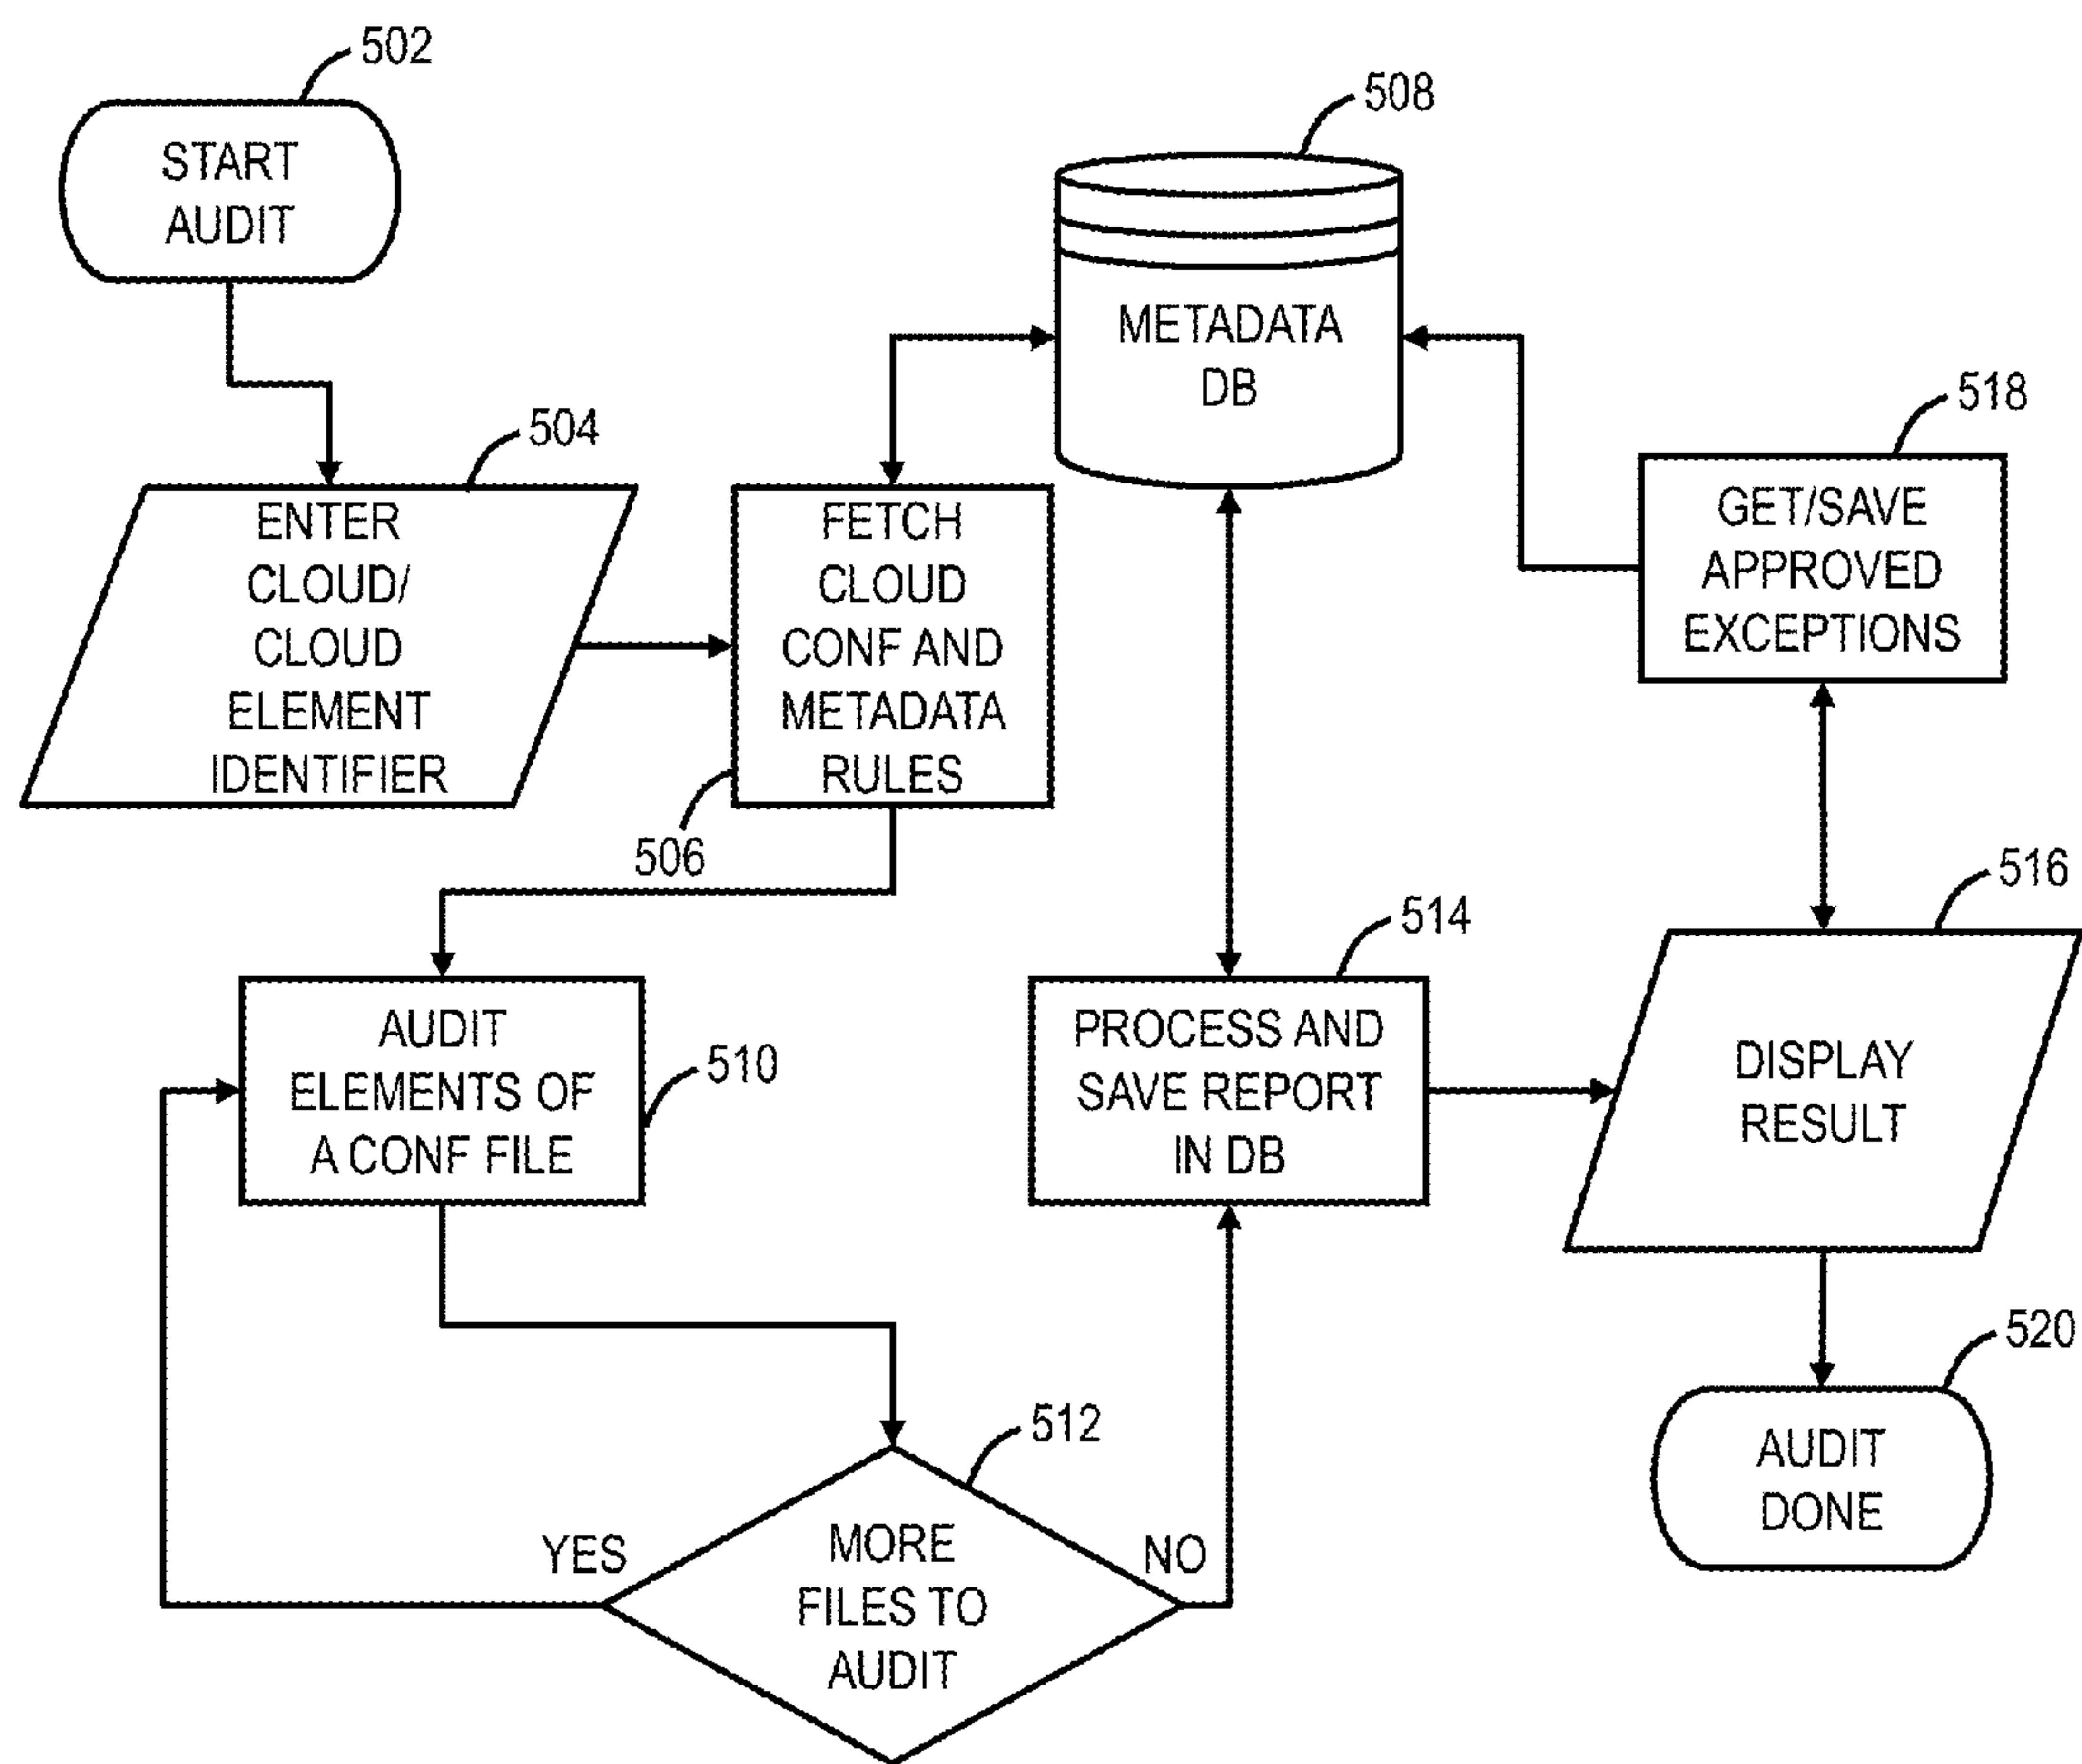 502
START
AUDIT
504
ENTER
CLOUD/
CLOUD
ELEMENT
IDENTIFIER
FETCH
CLOUD
CONF AND
METADATA
RULES
506
508
METADATA
DB
518
GET/SAVE
APPROVED
EXCEPTIONS
AUDIT
ELEMENTS OF
A CONF FILE
510
512
MORE
FILES TO
AUDIT
YES
NO
514
PROCESS AND
SAVE REPORT
IN DB
516
DISPLAY
RESULT
520
AUDIT
DONE